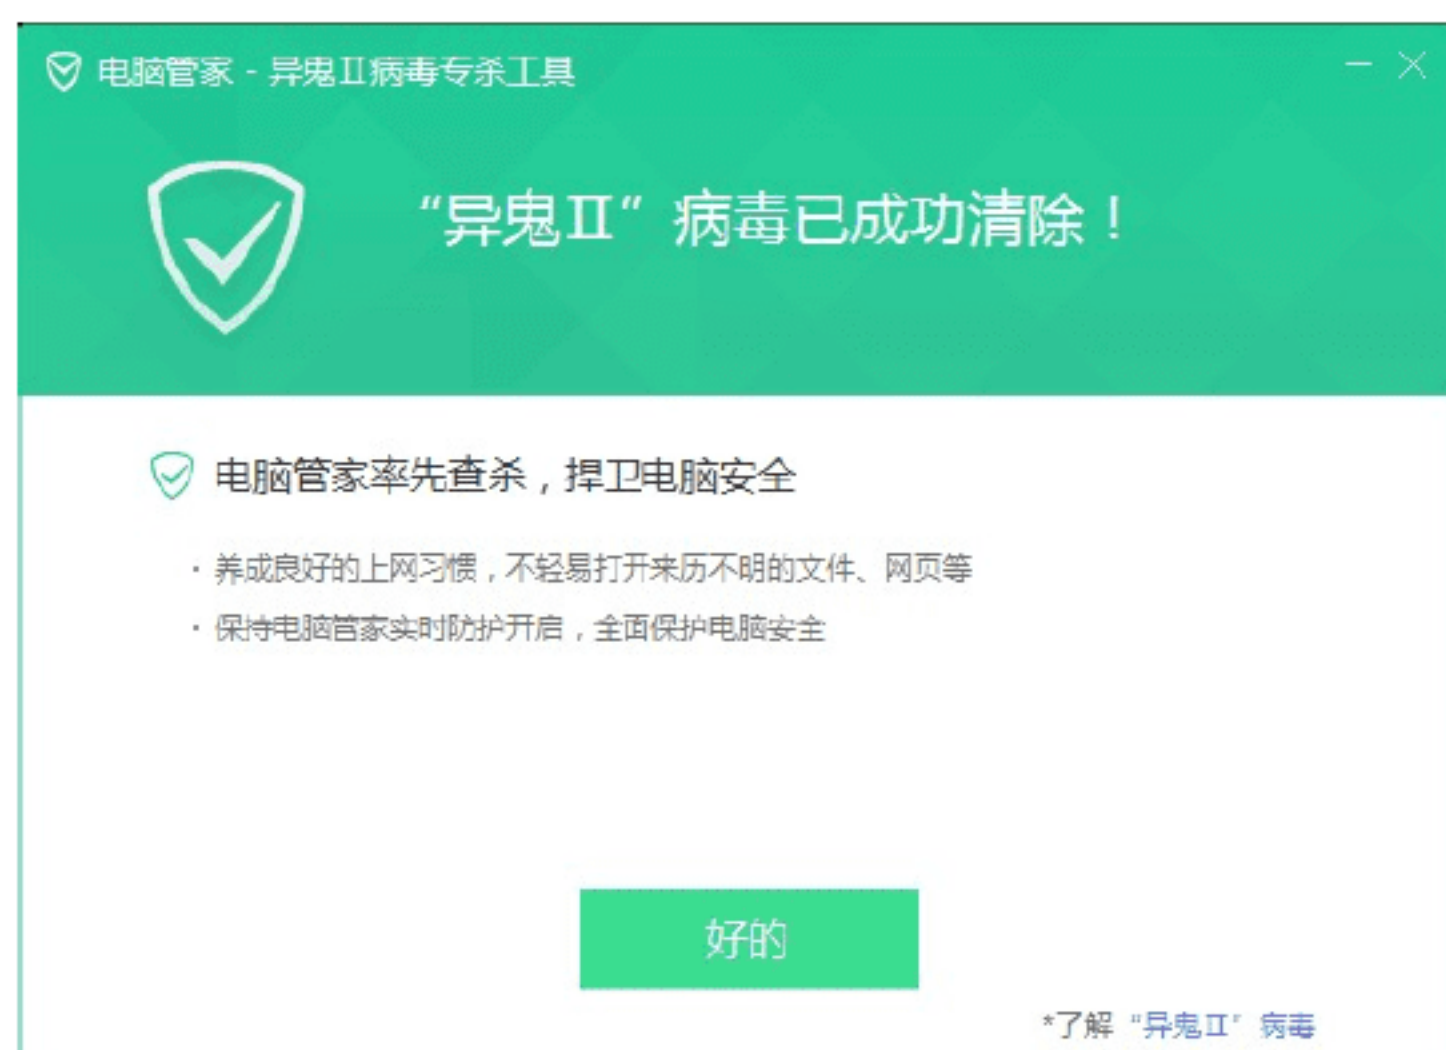 电脑管家 - 异鬼Ⅱ病毒专杀工具
“异鬼Ⅱ”病毒已成功清除！
电脑管家率先查杀，捍卫电脑安全
· 养成良好的上网习惯，不轻易打开来历不明的文件、网页等
· 保持电脑管家实时防护开启，全面保护电脑安全
好的
*了解“异鬼Ⅱ”病毒